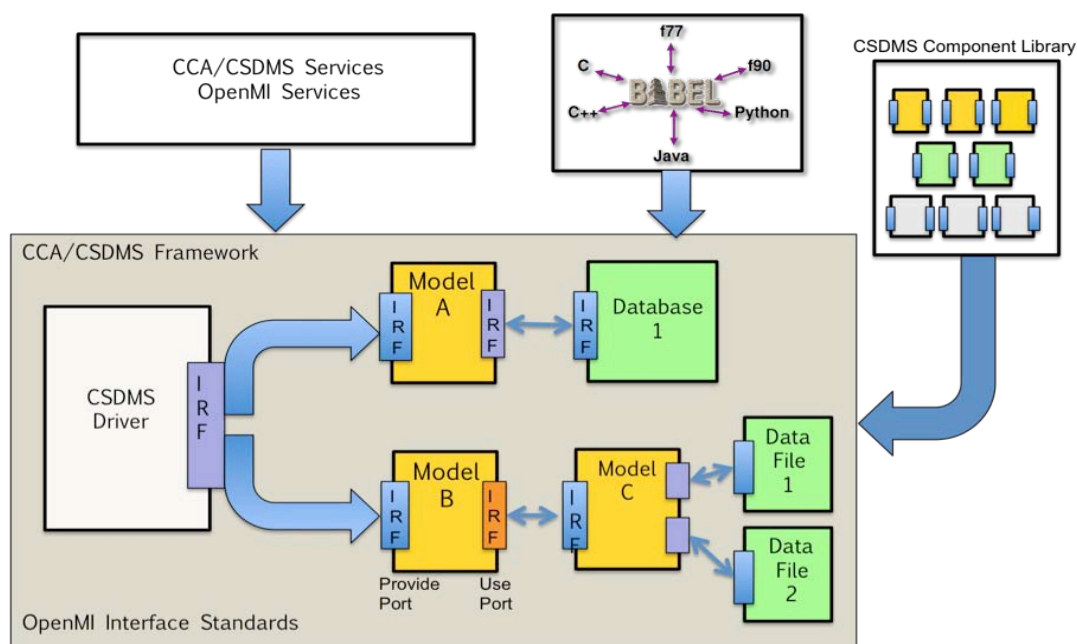 CCA/CSDMS Services
OpenMI Services
f77
C
f90
BABEL
C++
Python
Java
CSDMS Component Library
CCA/CSDMS Framework
CSDMS
Driver
I
R
F
Model
A
I
R
F
I
R
F
I
R
F
Database
1
Model
B
I
R
F
I
R
F
Provide
Port
Use
Port
Model
C
I
R
F
Data
File
1
Data
File
2
OpenMI Interface Standards